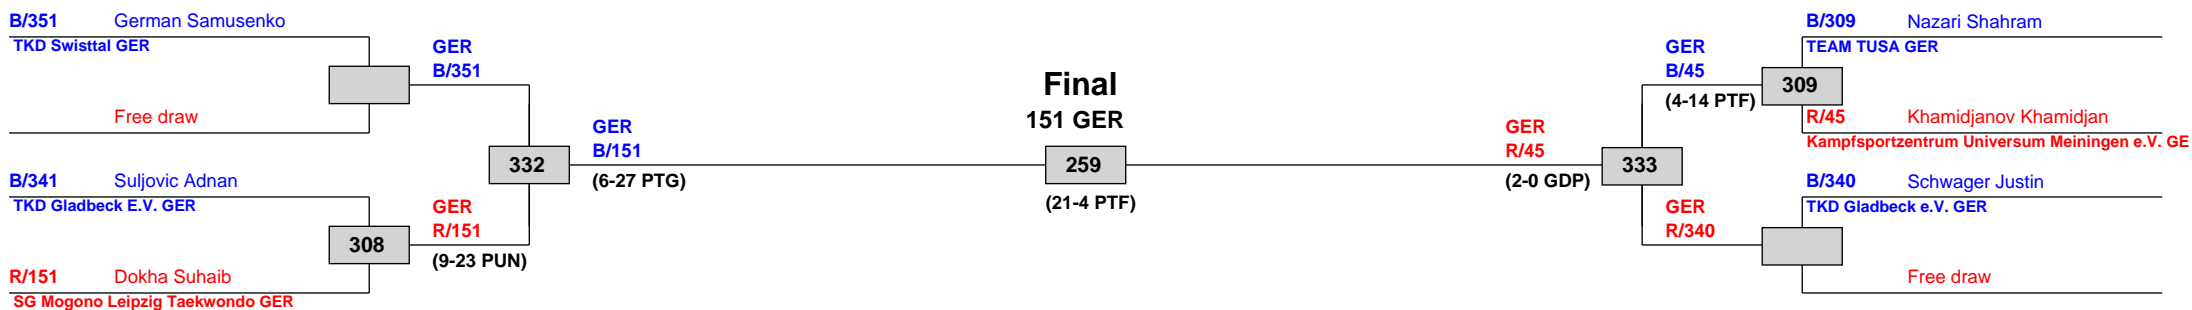 B/351 German Samusenko
TKD Swisttal GER
GER
B/351
Free draw
B/341 Suljovic Adnan
TKD Gladbeck E.V. GER
308
GER
R/151
(9-23 PUN)
R/151 Dokha Suhaib
SG Mogono Leipzig Taekwondo GER
332
GER
B/151
(6-27 PTG)
Final
151 GER
259
(21-4 PTF)
GER
R/45
(2-0 GDP)
333
GER
B/45
(4-14 PTF)
309
B/309 Nazari Shahram
TEAM TUSA GER
R/45 Khamidjanov Khamidjan
Kampfsportzentrum Universum Meiningen e.V. GE
B/340 Schwager Justin
TKD Gladbeck e.V. GER
GER
R/340
Free draw